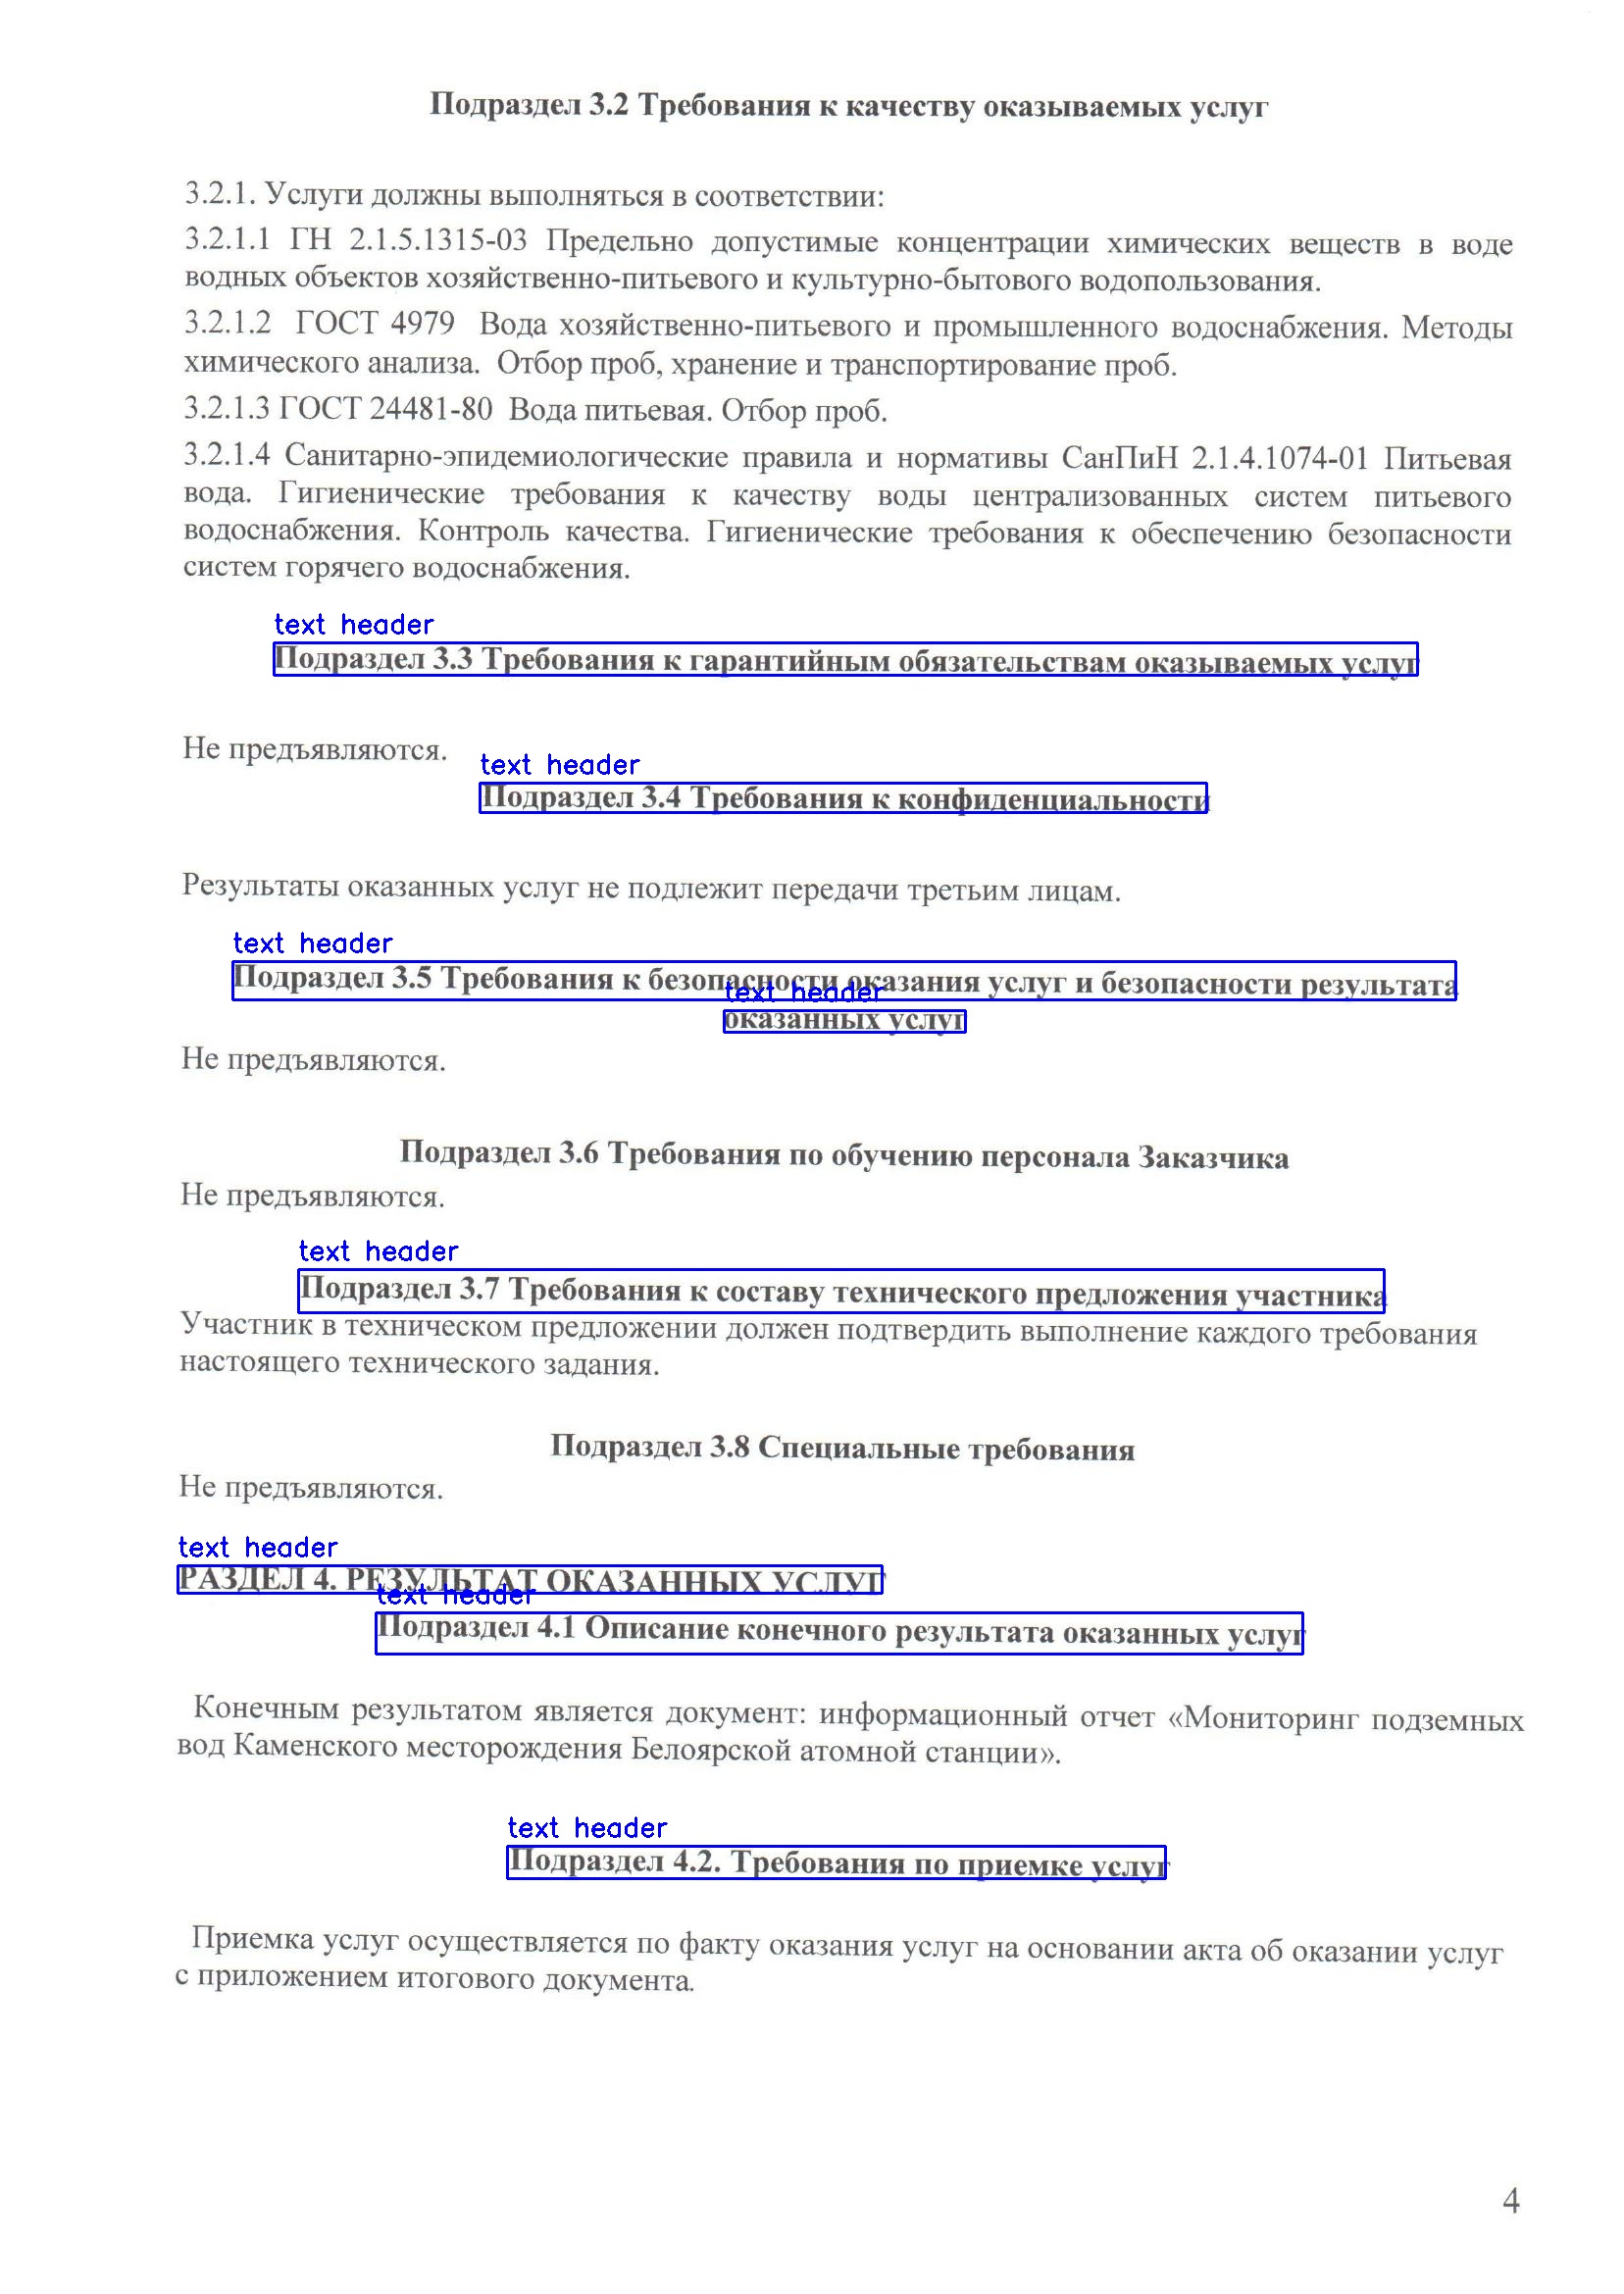 Подраздел 3.2 Требования к качеству оказываемых услуг
3.2.1. Услуги должны выполняться в соответствии:
3.2.1.1 ГН 2.1.5.1315-03 Предельно допустимые концентрации химических веществ в воде
водных объектов хозяйственно-питьевого и культурно-бытового водопользования.
3.2.1.2 ГОСТ 4979 Вода хозяйственно-питьевого и промышленного водоснабжения. Методы
химического анализа. Отбор проб, хранение и транспортирование проб.
3.2.1.3 ГОСТ 24481-80 Вода питьевая. Отбор проб.
3.2.1.4 Санитарно-эпидемиологические правила и нормативы СанПиН 2.1.4.1074-01 Питьевая
вода. Гигиенические требования к качеству воды централизованных систем питьевого
водоснабжения. Контроль качества. Гигиенические требования к обеспечению безопасности
систем горячего водоснабжения.
text header
Подраздел 3.3 Требования к гарантийным обязательствам оказываемых услуг
Не предъявляются.
text header
Подраздел 3.4 Требования к конфиденциальности
Результаты оказанных услуг не подлежит передачи третьим лицам.
text header
Подраздел 3.5 Требования к безопасности оказания услуг и безопасности результата
text header
оказанных услуг
Не предъявляются.
Подраздел 3.6 Требования по обучению персонала Заказчика
Не предъявляются.
text header
Подраздел 3.7 Требования к составу технического предложения участника
Участник в техническом предложении должен подтвердить выполнение каждого требования
настоящего технического задания.
Подраздел 3.8 Специальные требования
Не предъявляются.
text header
РАЗДЕЛ 4. РЕЗУЛЬТАТ ОКАЗАННЫХ УСЛУГ
text header
Подраздел 4.1 Описание конечного результата оказанных услуг
Конечным результатом является документ: информационный отчет «Мониторинг подземных
вод Каменского месторождения Белоярской атомной станции».
text header
Подраздел 4.2. Требования по приемке услуг
Приемка услуг осуществляется по факту оказания услуг на основании акта об оказании услуг
с приложением итогового документа.
4